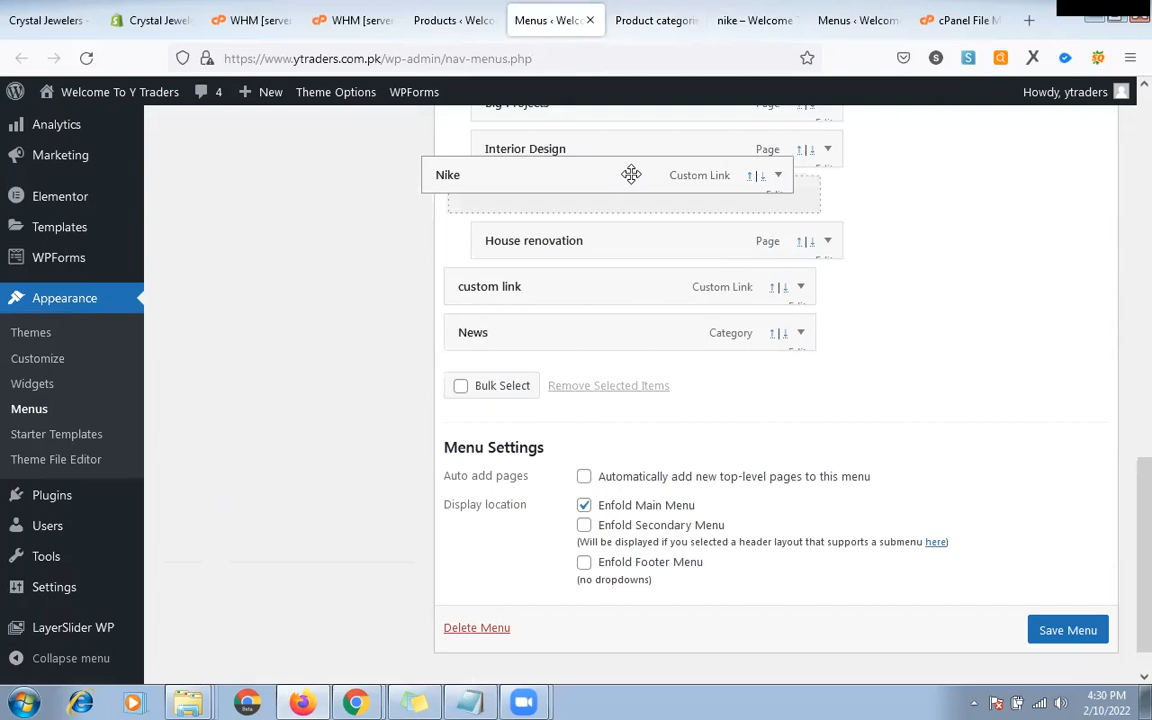 Crystal Jewelers -
Crystal Jewele
WHM [server
WHM [server
Products ‹ Welco
Menus ‹ Welc
Product categori
nike – Welcome T
Menus ‹ Welcom
cPanel File M
https://www.ytraders.com.pk/wp-admin/nav-menus.php
Welcome To Y Traders
4
New
Theme Options
WPForms
Howdy, ytraders
Analytics
Marketing
Elementor
Templates
WPForms
Appearance
Themes
Customize
Widgets
Menus
Starter Templates
Theme File Editor
Plugins
Users
Tools
Settings
LayerSlider WP
Collapse menu
Big Projects Page
Interior Design Page
Nike Custom Link
House renovation Page
custom link Custom Link
News Category
Bulk Select Remove Selected Items
Menu Settings
Auto add pages Automatically add new top-level pages to this menu
Display location Enfold Main Menu
Enfold Secondary Menu
(Will be displayed if you selected a header layout that supports a submenu here)
Enfold Footer Menu
(no dropdowns)
Delete Menu Save Menu
4:30 PM
2/10/2022